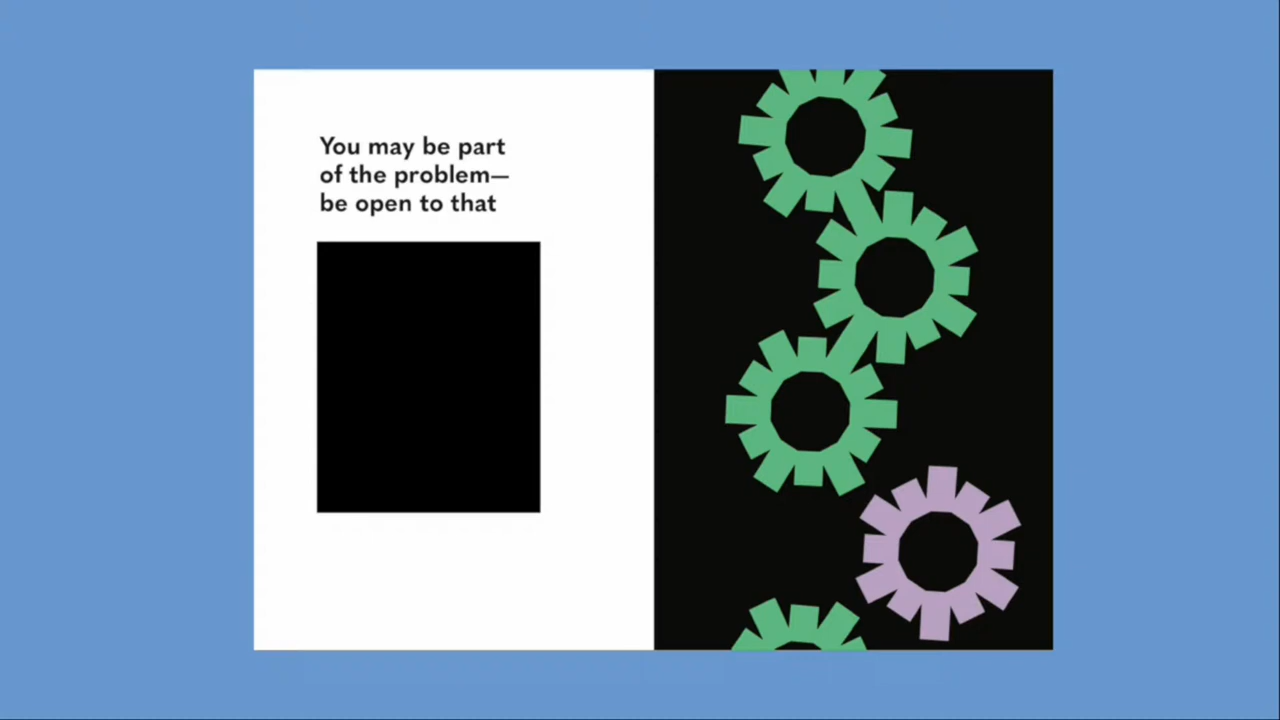 You may be part
of the problem—
be open to that